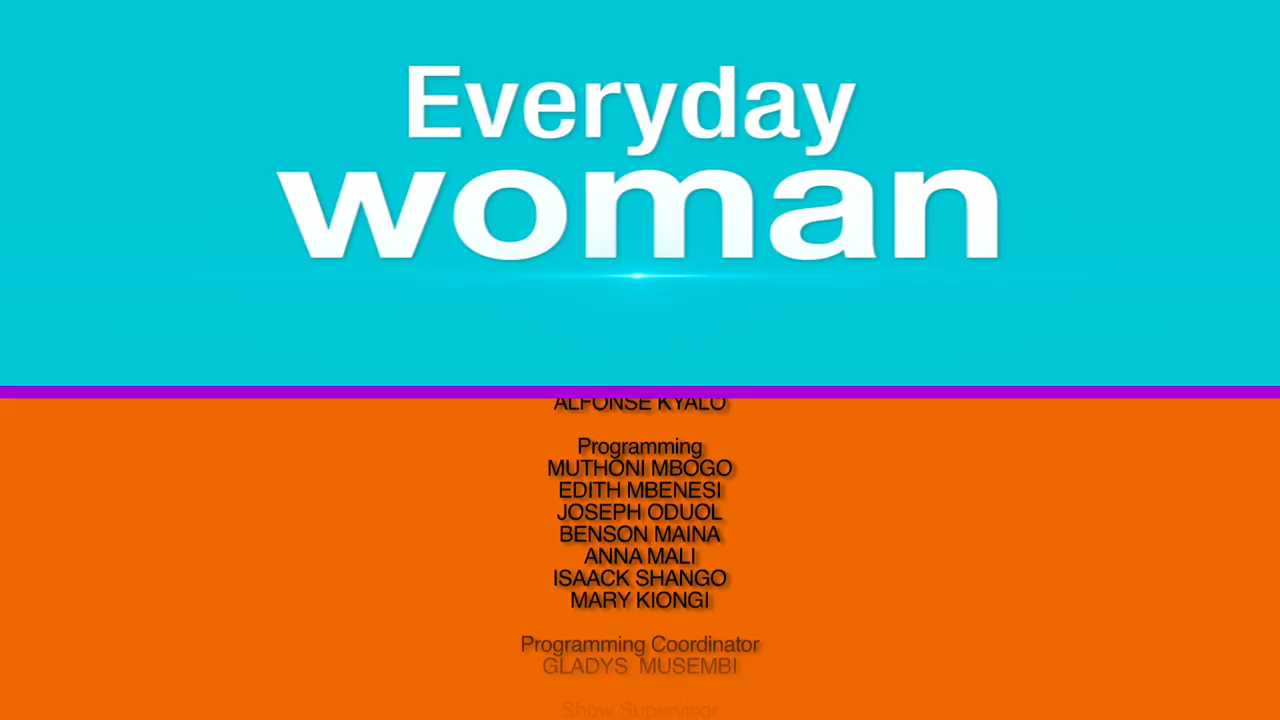 Everyday
woman
ALFONSE KYALO
Programming
MUTHONI MBOGO
EDITH MBENESI
JOSEPH ODUOL
BENSON MAINA
ANNA MALI
ISAACK SHANGO
MARY KIONGI
Programming Coordinator
GLADYS MUSEMBI
Show Supervisor